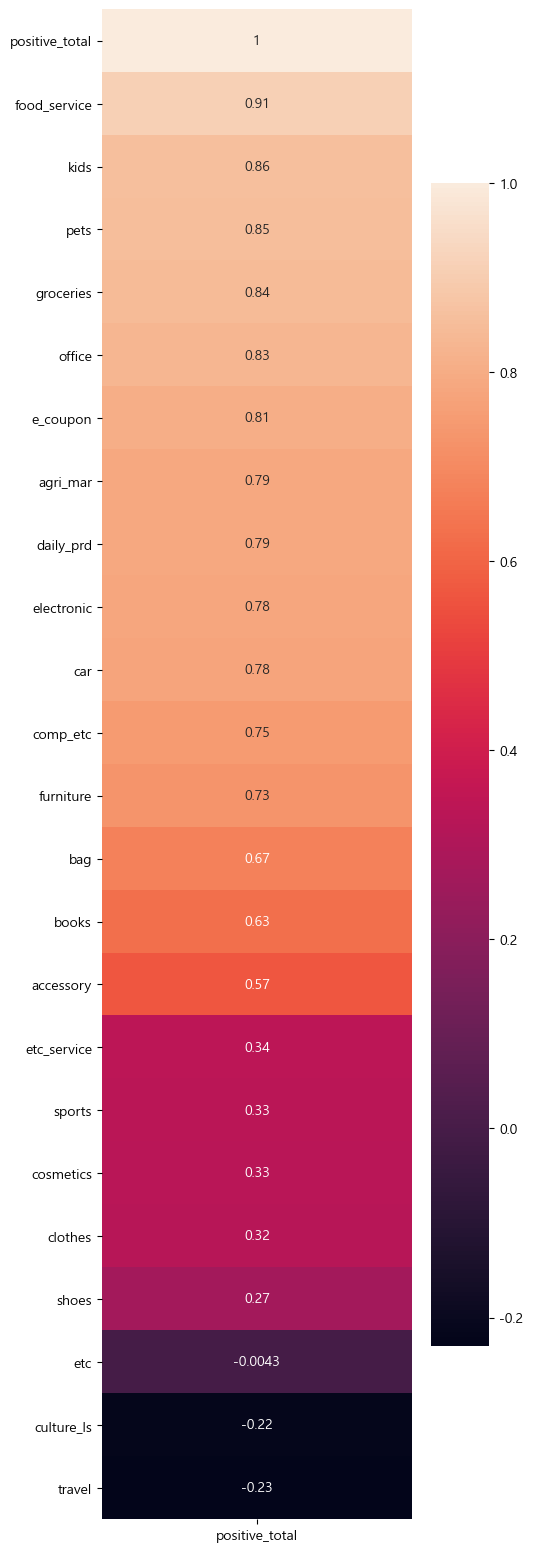 positive_total 1
food_service 0.91
kids 0.86
pets 0.85
groceries 0.84
office 0.83
e_coupon 0.81
agri_mar 0.79
daily_prd 0.79
electronic 0.78
car 0.78
comp_etc 0.75
furniture 0.73
bag 0.67
books 0.63
accessory 0.57
etc_service 0.34
sports 0.33
cosmetics 0.33
clothes 0.32
shoes 0.27
etc -0.0043
culture_ls -0.22
travel -0.23
positive_total
1.0
0.8
0.6
0.4
0.2
0.0
-0.2